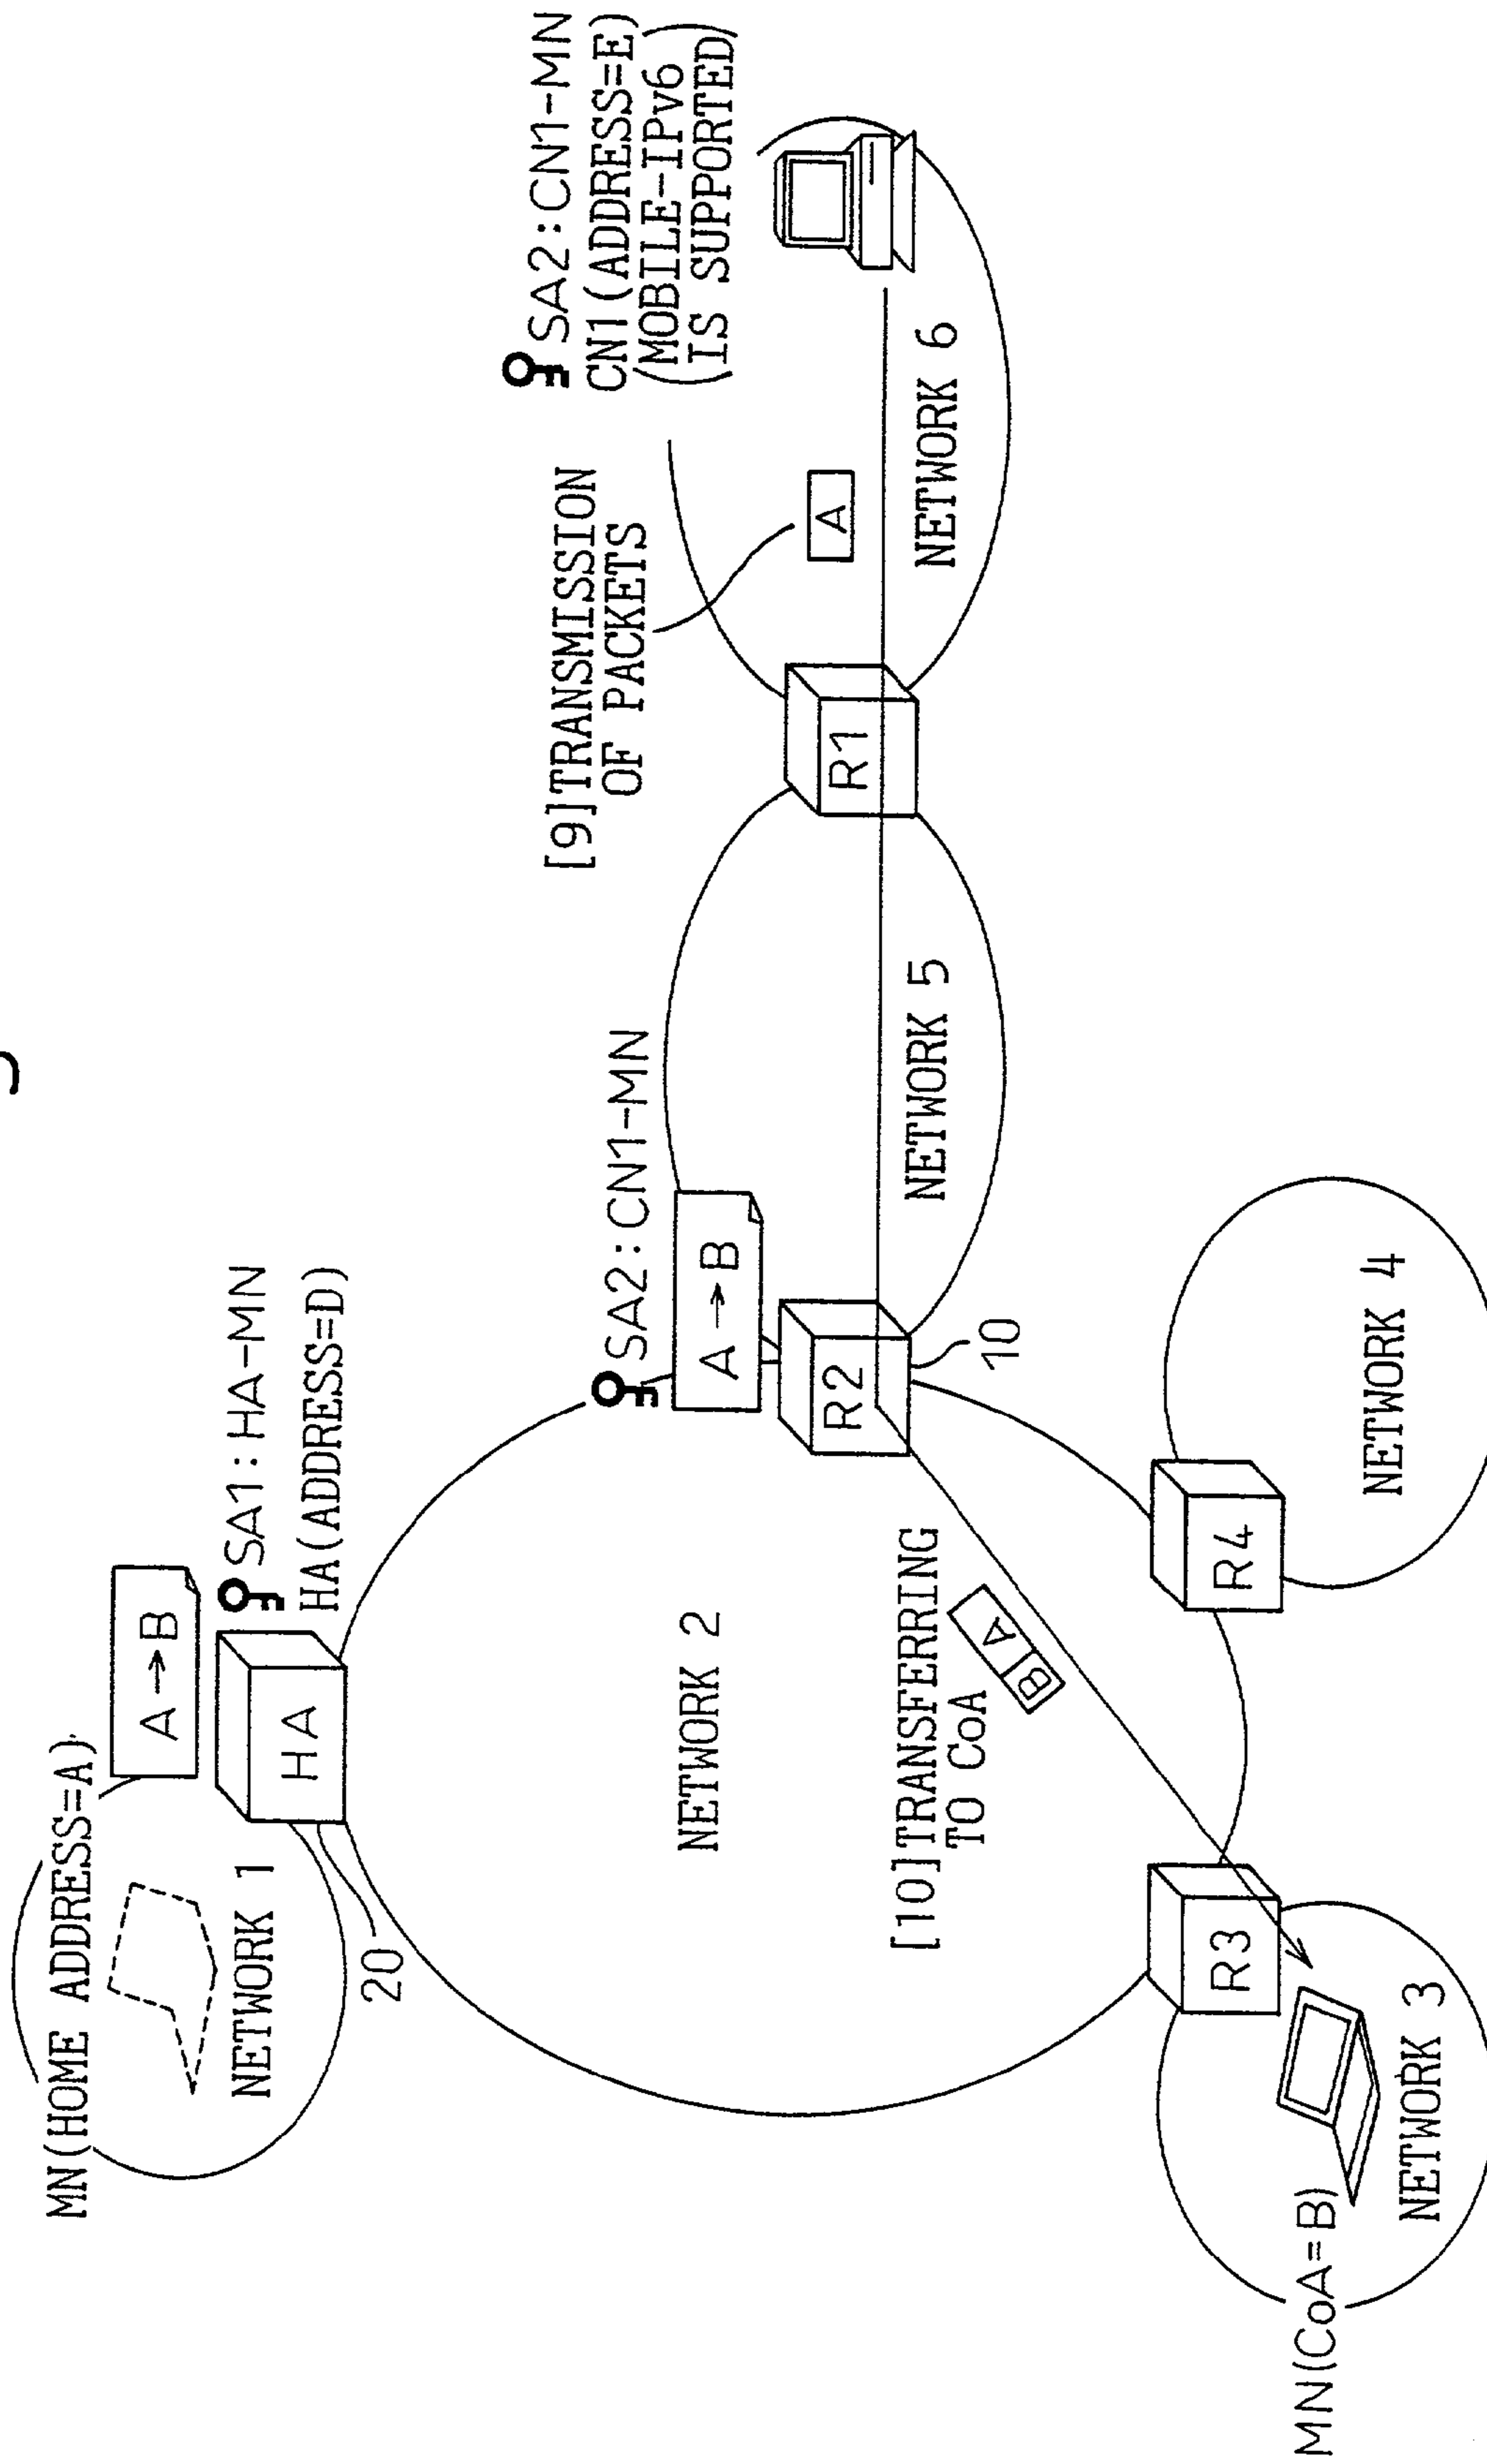 MN(HOME ADDRESS=A)
NETWORK 1
20
A→B
HA
SA1:HA-MN
HA(ADDRESS=D)
NETWORK 2
SA2:CN1-MN
A→B
R2
10
[9]TRANSMISSION
OF PACKETS
A
R1
NETWORK 5
SA2:CN1-MN
CN1(ADDRESS=E)
(MOBILE-IPv6)
(IS SUPPORTED)
NETWORK 6
[10]TRANSFERRING
TO CoA
B A
R4
NETWORK 4
R3
MN(CoA=B)
NETWORK 3